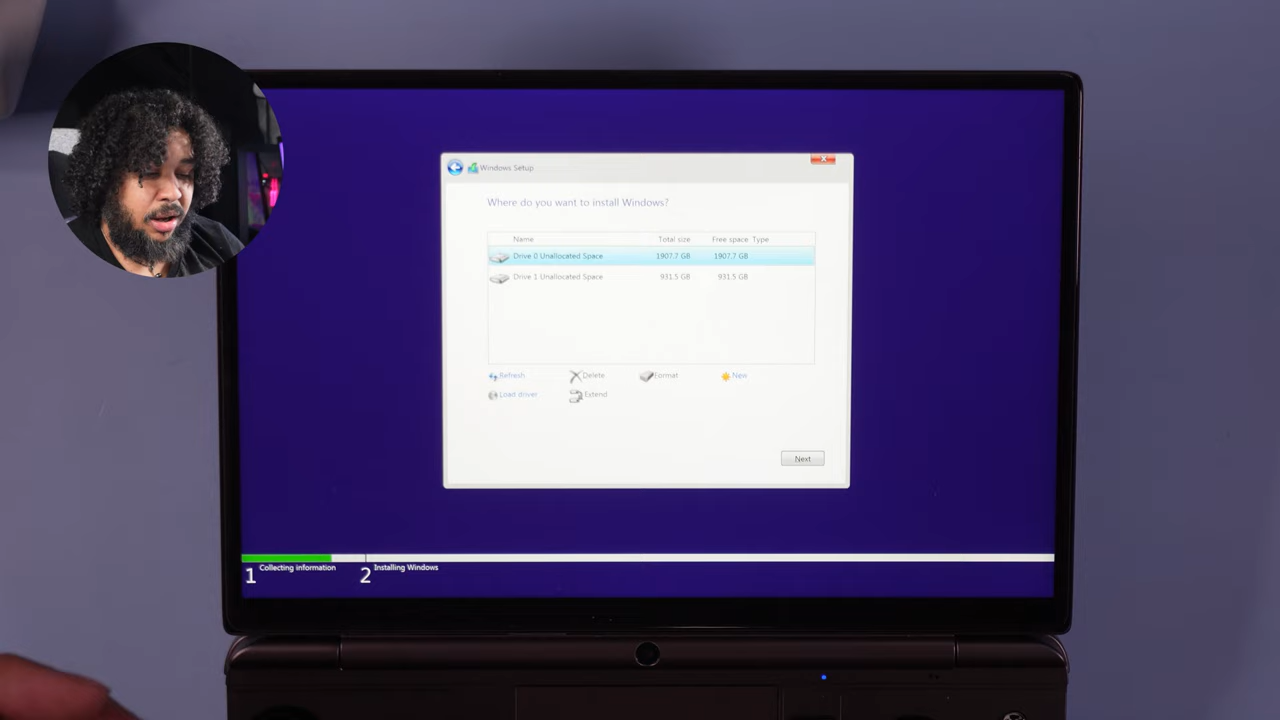 Windows Setup
Where do you want to install Windows?
Name Total size Free space Type
Drive 0 Unallocated Space 1907.7 GB 1907.7 GB
Drive 1 Unallocated Space 931.5 GB 931.5 GB
Refresh Delete Format New
Load driver Extend
Next
1 Collecting information 2 Installing Windows